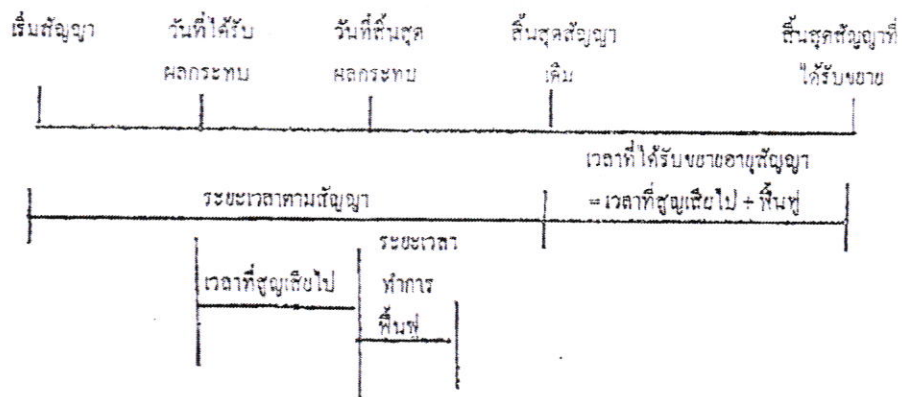 เริ่มสัญญา วันที่ได้รับ วันที่สิ้นสุด สิ้นสุดสัญญา สิ้นสุดสัญญาที่
ผลกระทบ ผลกระทบ เดิม ได้รับขยาย
เวลาที่ได้รับขยายอายุสัญญา
ระยะเวลาตามสัญญา = เวลาที่สูญเสียไป + ฟื้นฟู
ระยะเวลา
เวลาที่สูญเสียไป ทำการ
ฟื้นฟู